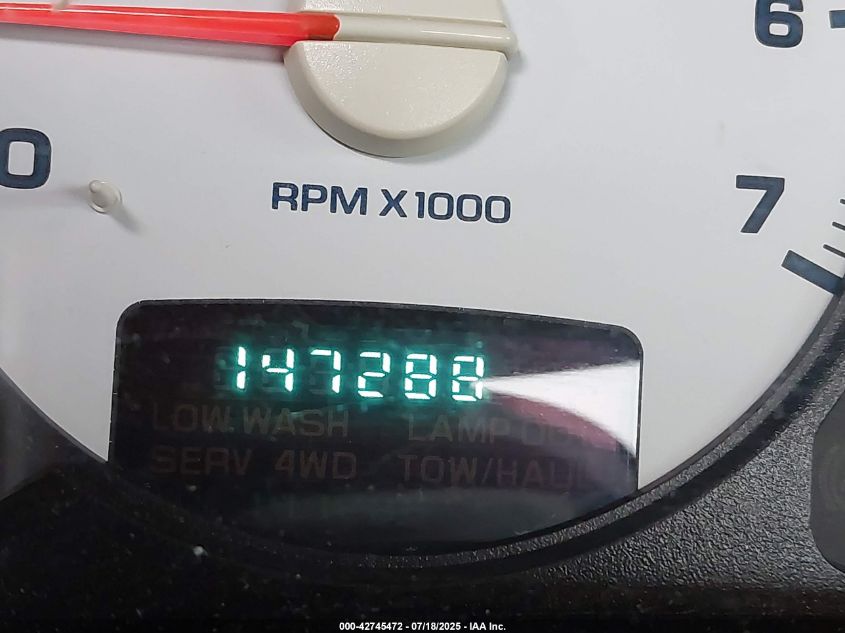 6
0
RPM X1000
7
147288
LOW WASH LAMP
SERV 4WD TOW/HAUL
000-42745472 - 07/18/2025 - IAA Inc.